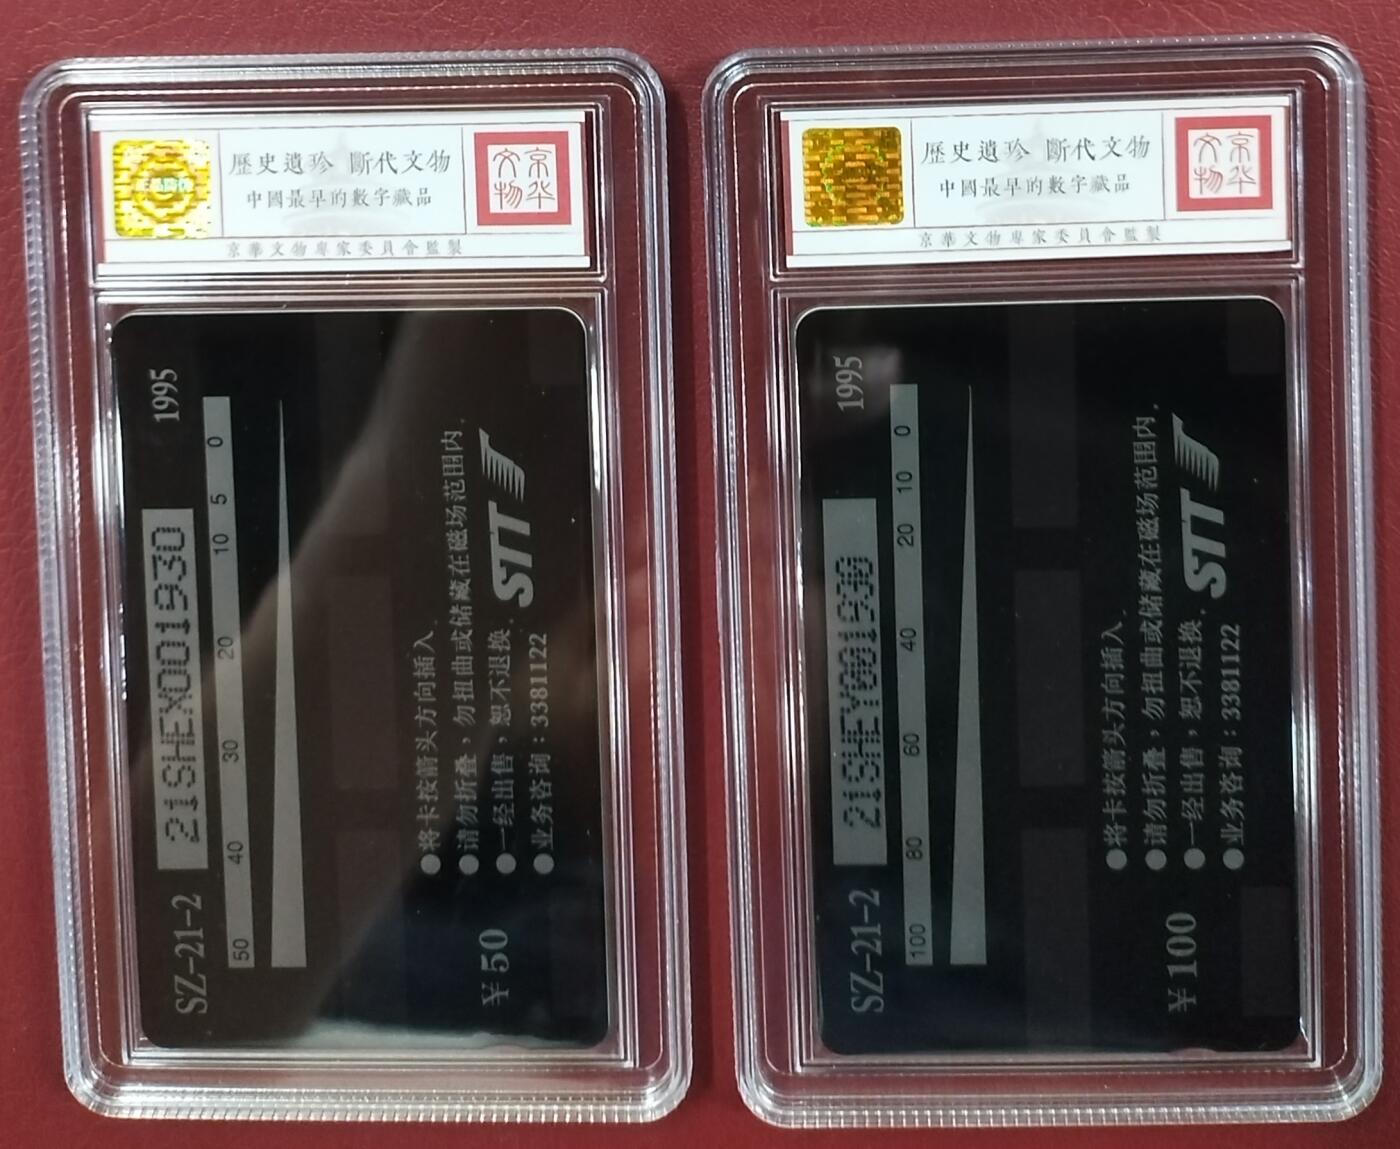 歷史遺珍 斷代文物
中國最早的數字藏品
京華文物專家委員會監製
京华
文物
SZ-21-2
21SHEX001930
1995
50 40 30 20 10 5 0
●将卡按箭头方向插入.
●请勿折叠,勿扭曲或储藏在磁场范围内.
●一经出售,恕不退换.
●业务咨询:3381122
¥50
STT
歷史遺珍 斷代文物
中國最早的數字藏品
京華文物專家委員會監製
京华
文物
SZ-21-2
21SHEY001930
1995
100 80 60 40 20 10 0
●将卡按箭头方向插入.
●请勿折叠,勿扭曲或储藏在磁场范围内.
●一经出售,恕不退换.
●业务咨询:3381122
¥100
STT